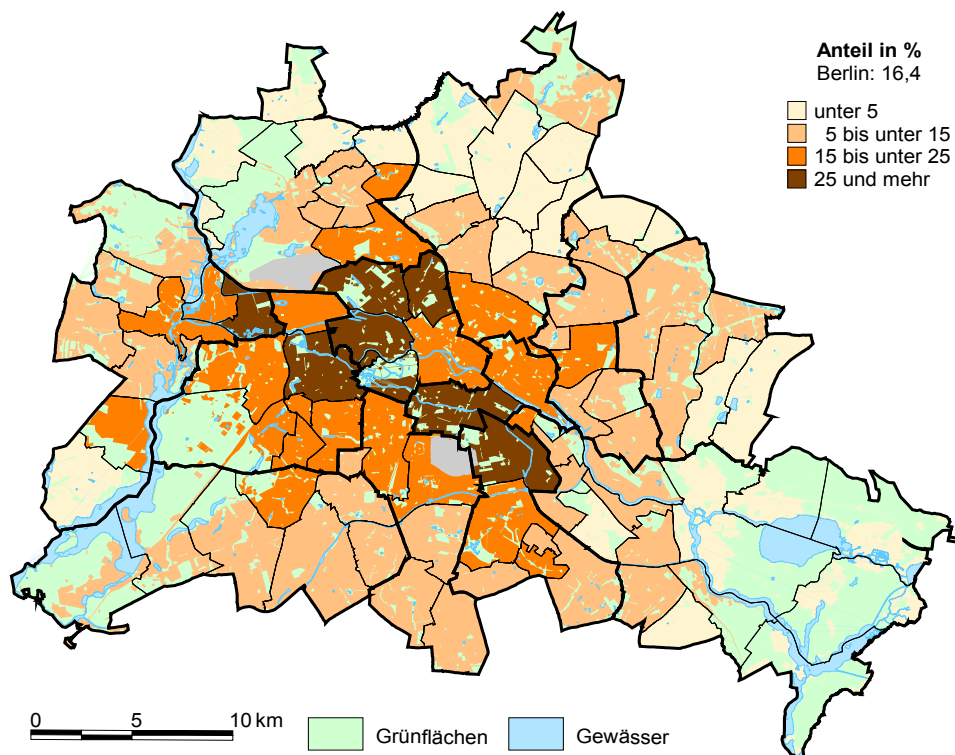 Anteil in %
Berlin: 16,4
unter 5
5 bis unter 15
15 bis unter 25
25 und mehr
0 5 10 km
Grünflächen Gewässer